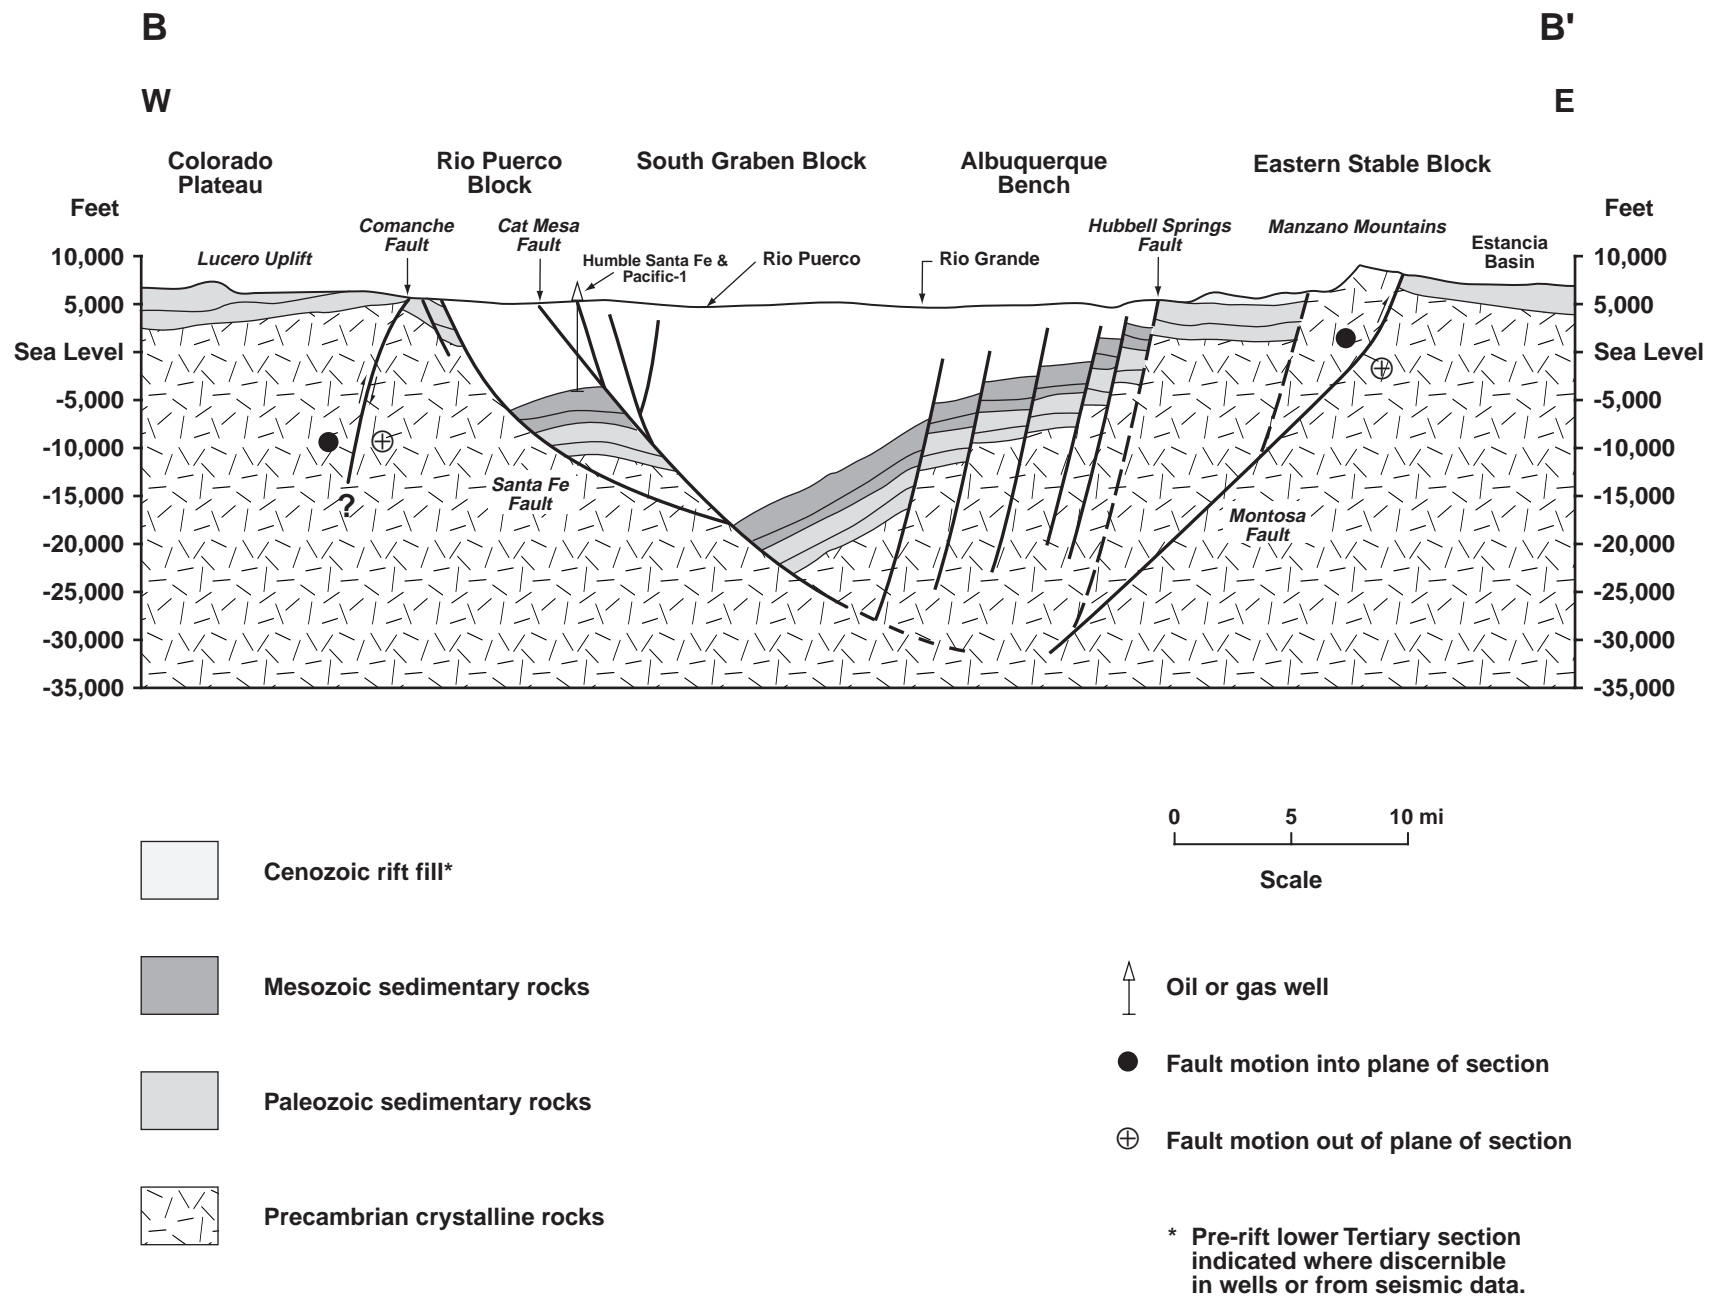 B
B'
W
E
Colorado
Plateau
Rio Puerco
Block
South Graben Block
Albuquerque
Bench
Eastern Stable Block
Feet
Feet
Comanche
Fault
Cat Mesa
Fault
Hubbell Springs
Fault
Manzano Mountains
Estancia
Basin
Lucero Uplift
Humble Santa Fe &
Pacific-1
Rio Puerco
Rio Grande
10,000
5,000
Sea Level
-5,000
-10,000
-15,000
-20,000
-25,000
-30,000
-35,000
10,000
5,000
Sea Level
-5,000
-10,000
-15,000
-20,000
-25,000
-30,000
-35,000
?
Santa Fe
Fault
Montosa
Fault
0 5 10 mi
Scale
Cenozoic rift fill*
Mesozoic sedimentary rocks
Paleozoic sedimentary rocks
Precambrian crystalline rocks
Oil or gas well
Fault motion into plane of section
Fault motion out of plane of section
* Pre-rift lower Tertiary section
indicated where discernible
in wells or from seismic data.